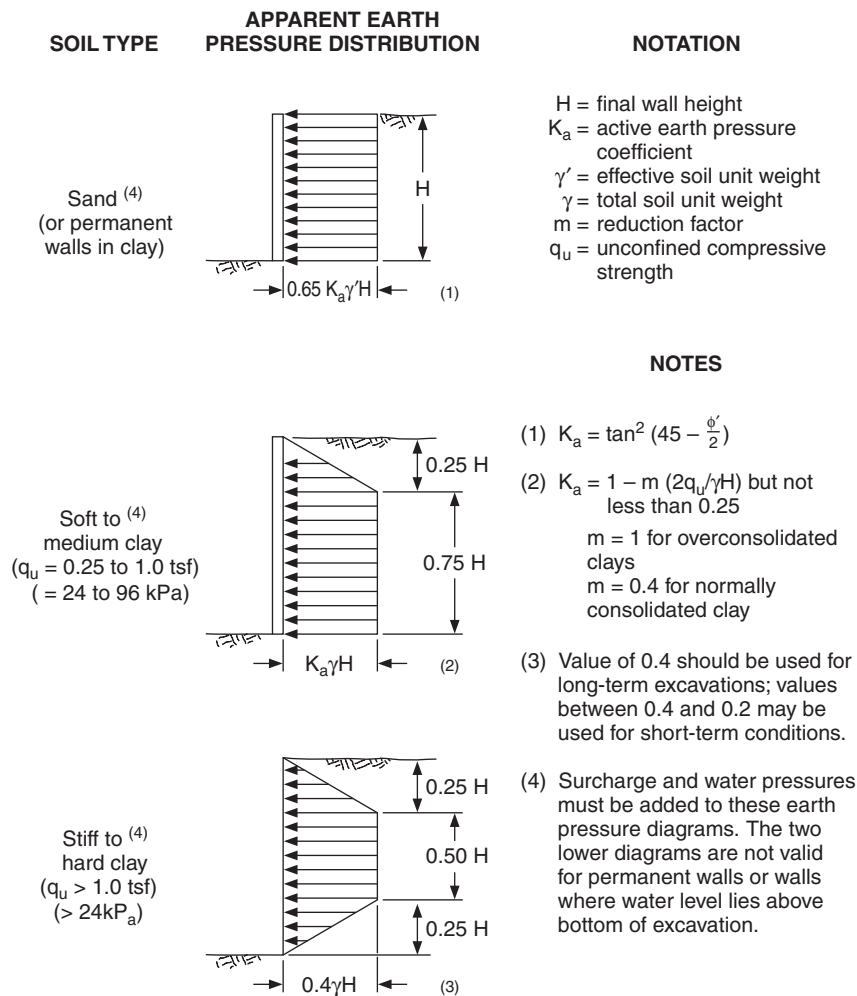 SOIL TYPE
APPARENT EARTH
PRESSURE DISTRIBUTION
NOTATION
Sand (4)
(or permanent
walls in clay)
H
0.65 Kₐγ′H
(1)
H = final wall height
Kₐ = active earth pressure
coefficient
γ′ = effective soil unit weight
γ = total soil unit weight
m = reduction factor
qᵤ = unconfined compressive
strength
NOTES
Soft to (4)
medium clay
(qᵤ = 0.25 to 1.0 tsf)
( = 24 to 96 kPa)
0.25 H
0.75 H
KₐγH
(2)
(1) Kₐ = tan² (45 – ϕ′/2)
(2) Kₐ = 1 – m (2qᵤ/γH) but not
less than 0.25
m = 1 for overconsolidated
clays
m = 0.4 for normally
consolidated clay
(3) Value of 0.4 should be used for
long-term excavations; values
between 0.4 and 0.2 may be
used for short-term conditions.
Stiff to (4)
hard clay
(qᵤ > 1.0 tsf)
(> 24kPₐ)
0.25 H
0.50 H
0.25 H
0.4γH
(3)
(4) Surcharge and water pressures
must be added to these earth
pressure diagrams. The two
lower diagrams are not valid
for permanent walls or walls
where water level lies above
bottom of excavation.